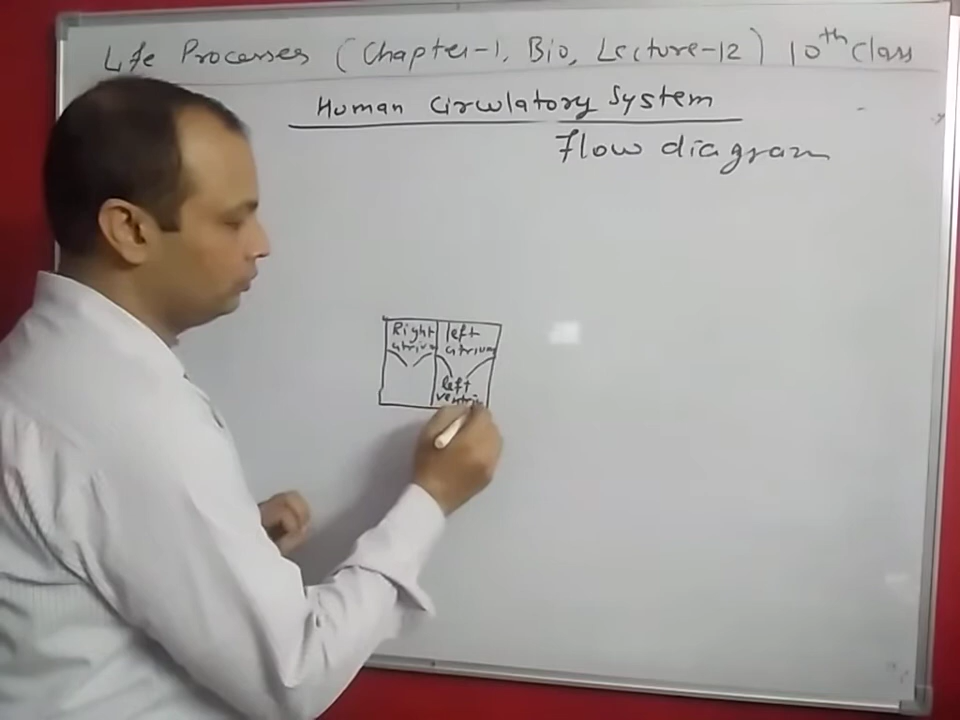 Life Processes (Chapter-1, Bio, Lecture-12) 10th Class
Human Circulatory System
Flow diagram
Right left
atrium atrium
left